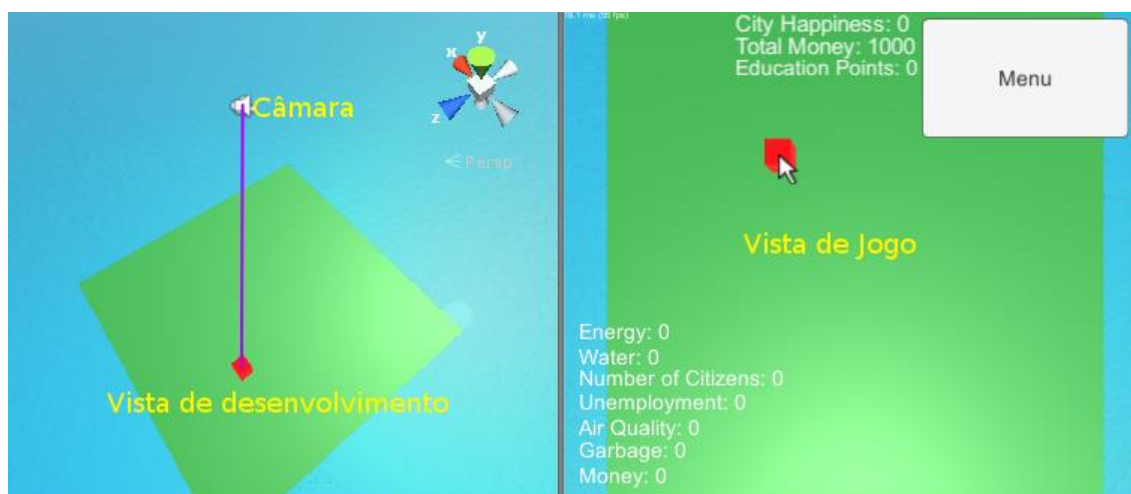 y
x
z
Câmara
Persp
Vista de desenvolvimento
City Happiness: 0
Total Money: 1000
Education Points: 0
Menu
Vista de Jogo
Energy: 0
Water: 0
Number of Citizens: 0
Unemployment: 0
Air Quality: 0
Garbage: 0
Money: 0